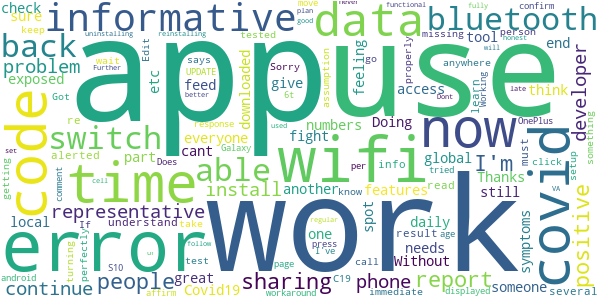 check move plan good functional Dont missing will person fully honest confirm
sure keep informative data bluetooth
uninstalling reinstalling tested
back Edit says wait UPDATE Sorry go tool end
problem Further better 6t give
exposed etc feed downloaded assumption feeling properly anywhere Working late developer
Got response everyone access learn think
code re switch Galaxy used numbers Doing now OnePlus
app use
alerted part cant fight setup something
set Does per info global click must
time able wifi I'm covid positive
getting comment install another features tried Thanks
cell know read still
local If representative spot daily VA
understand take one result age needs symptoms
error work
turning perfectly 6 regular press I've call Without
test follow sharing phone report
android S10 great page C19 displayed someone
continue people Covid19 affirm workaround immediate several